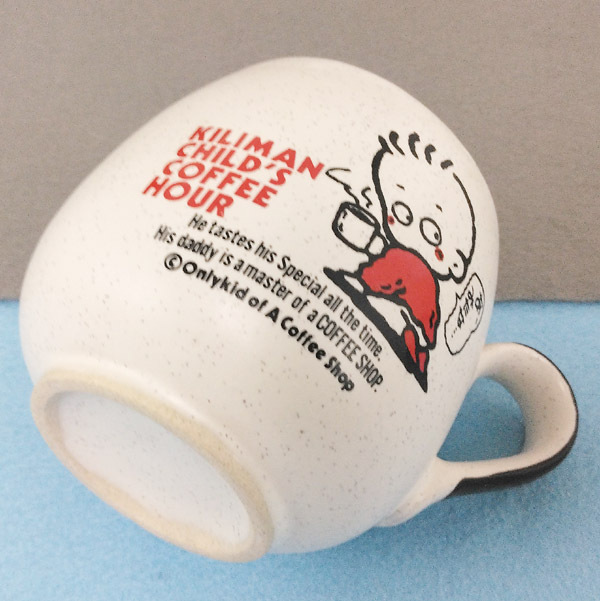 KILIMAN
CHILD'S
COFFEE
HOUR
He tastes his Special all the time.
His daddy is a master of a COFFEE SHOP.
©Onlykid of A Coffee Shop